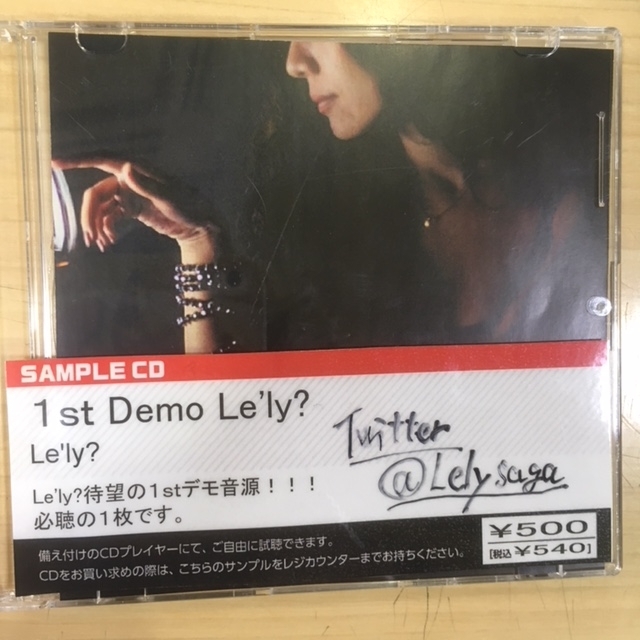 SAMPLE CD
1st Demo Le'ly?
Le'ly?
Twitter
@Lely_saga
Le'ly?待望の1stデモ音源！！！
必聴の1枚です。
備え付けのCDプレイヤーにて、ご自由に試聴できます。
CDをお買い求めの際は、こちらのサンプルをレジカウンターまでお持ちください。
¥500
[税込 ¥540]